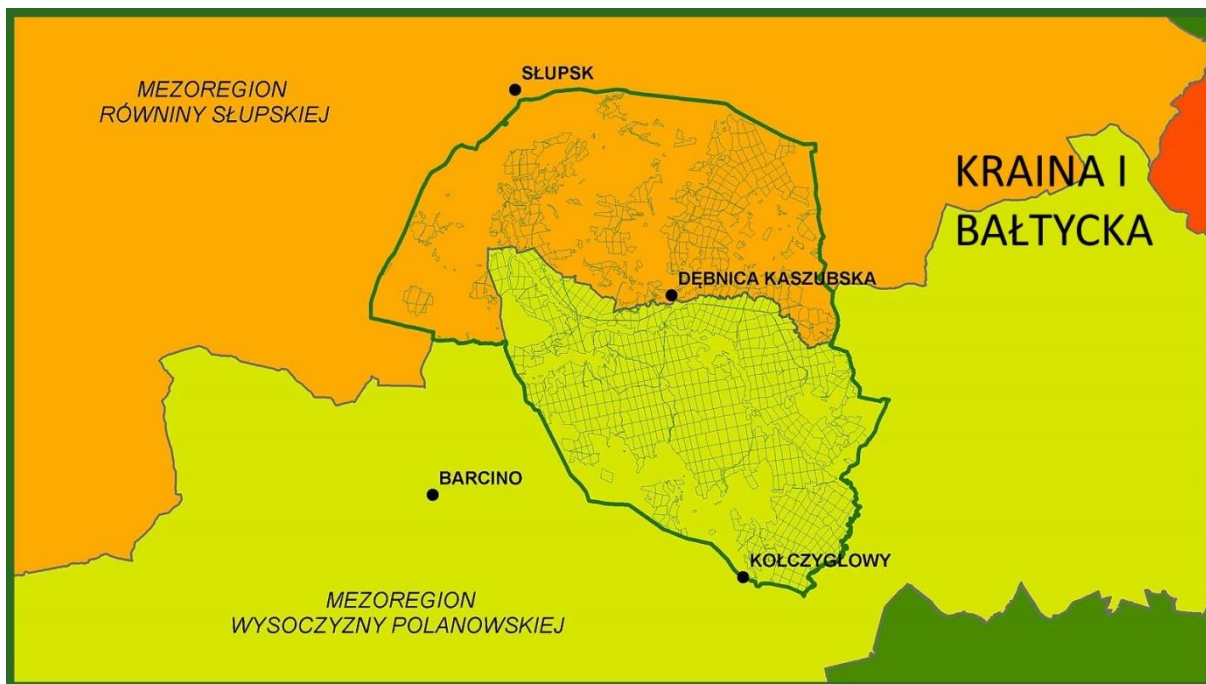 SŁUPSK
MEZOREGION
RÓWNINY SŁUPSKIEJ
KRAINA I
BAŁTYCKA
DĘBNICA KASZUBSKA
BARCINO
KOŁCZYGŁOWY
MEZOREGION
WYSOCZYZNY POLANOWSKIEJ